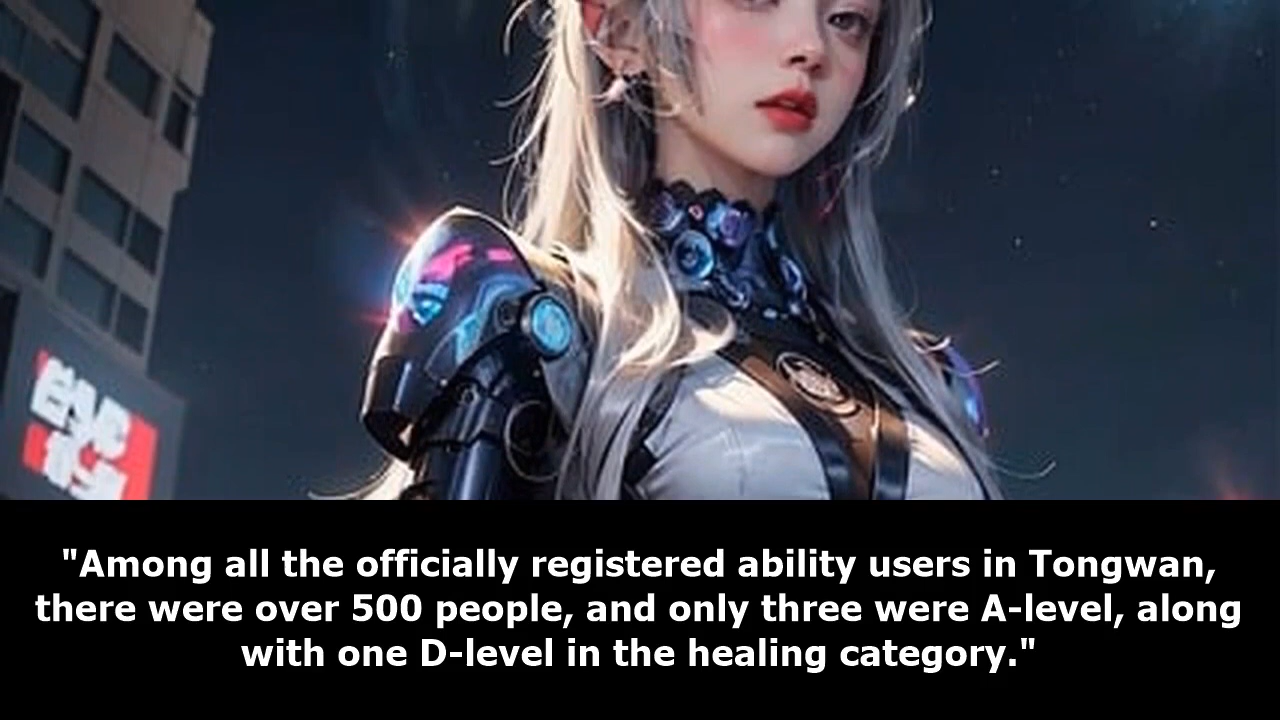 "Among all the officially registered ability users in Tongwan,
there were over 500 people, and only three were A-level, along
with one D-level in the healing category."